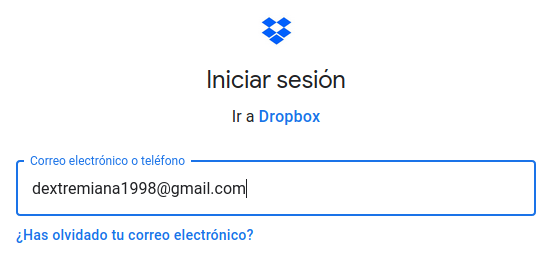 Iniciar sesión
Ir a Dropbox
Correo electrónico o teléfono
dextremiana1998@gmail.com
¿Has olvidado tu correo electrónico?